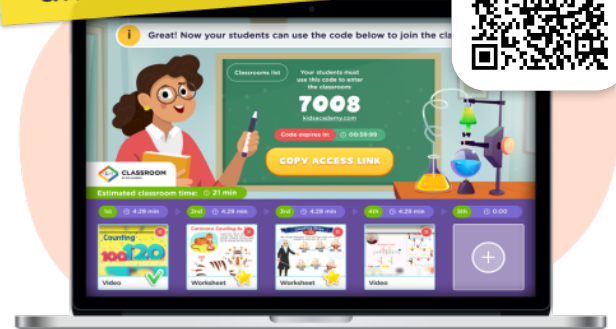 Great! Now your students can use the code below to join the cla
Classrooms list
Your students must
use this code to enter
the classroom:
7008
kidsacademy.com
Code expires in:
00:59:99
COPY ACCESS LINK
CLASSROOM
Estimated classroom time: 21 min
1st 4:29 min
2nd 4:29 min
3rd 4:29 min
4th 4:29 min
5th 0:00
Counting
100 120
Video
Worksheet
Worksheet
Video